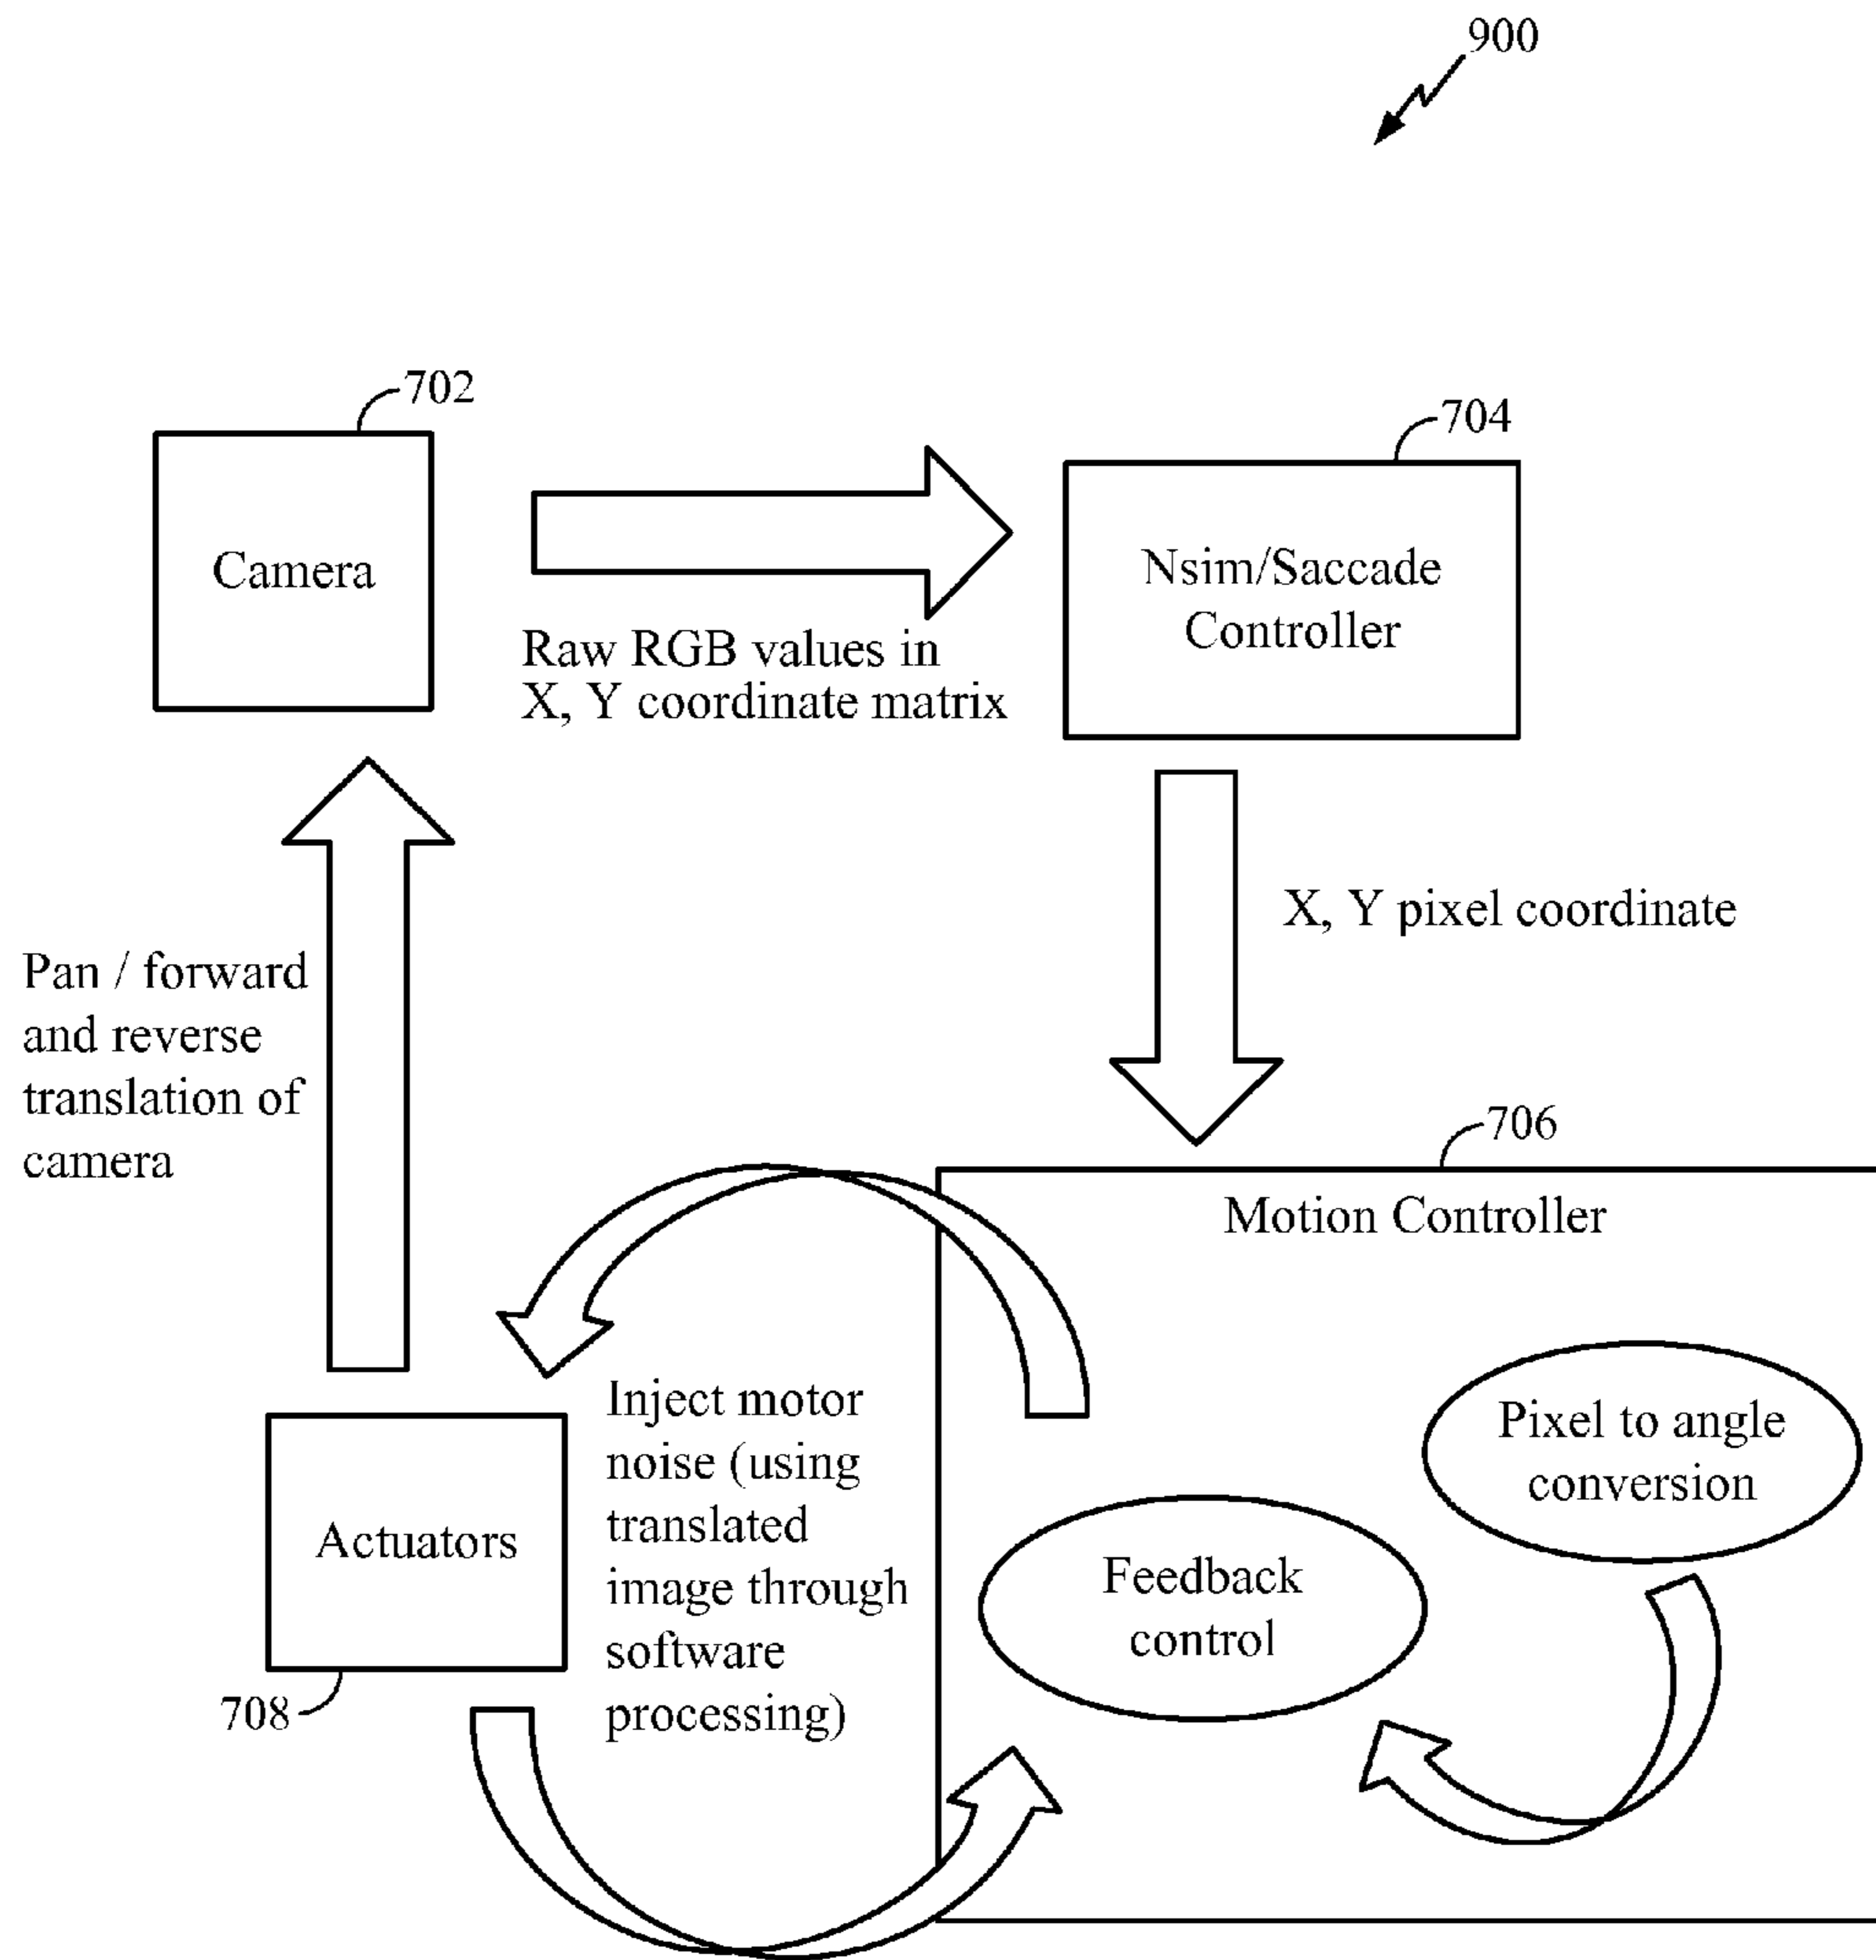 900
702
704
Camera
Nsim/Saccade
Controller
Raw RGB values in
X, Y coordinate matrix
X, Y pixel coordinate
Pan / forward
and reverse
translation of
camera
706
Motion Controller
Inject motor
noise (using
translated
image through
software
processing)
Pixel to angle
conversion
Actuators
Feedback
control
708